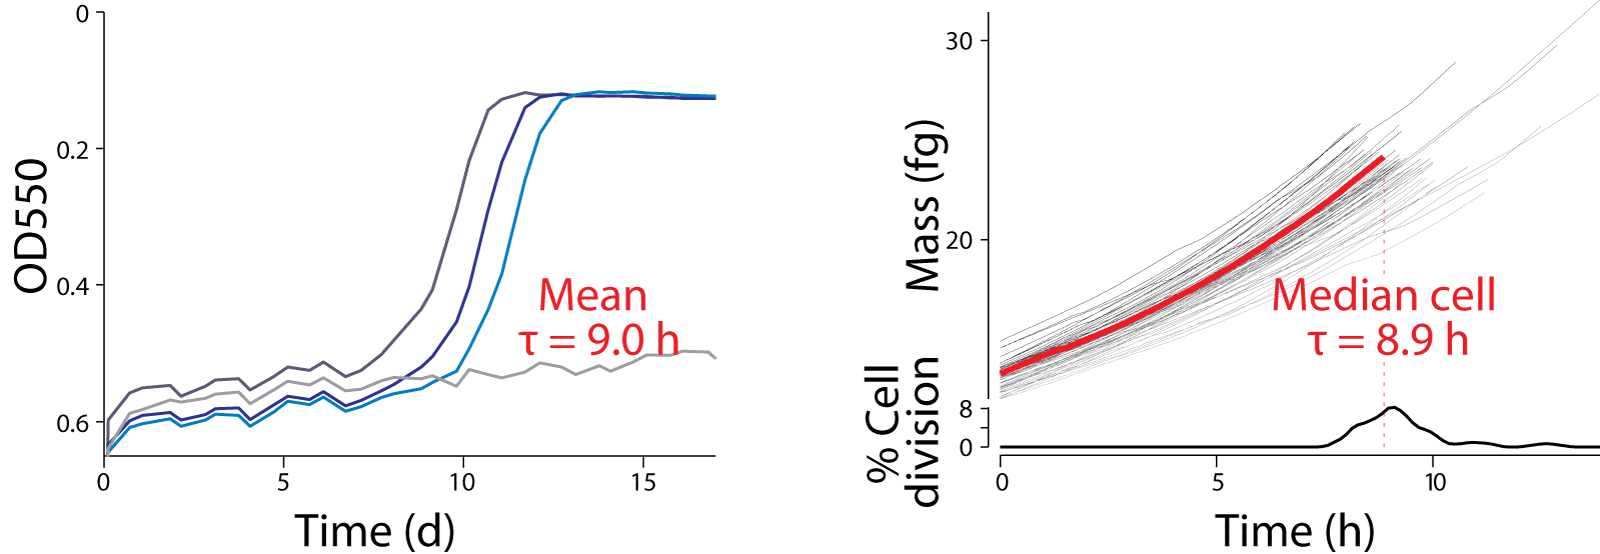 0
0.2
0.4
0.6
OD550
Mean
τ = 9.0 h
0
5
10
15
Time (d)
30
20
Mass (fg)
Median cell
τ = 8.9 h
% Cell
division
8
0
0
5
10
Time (h)